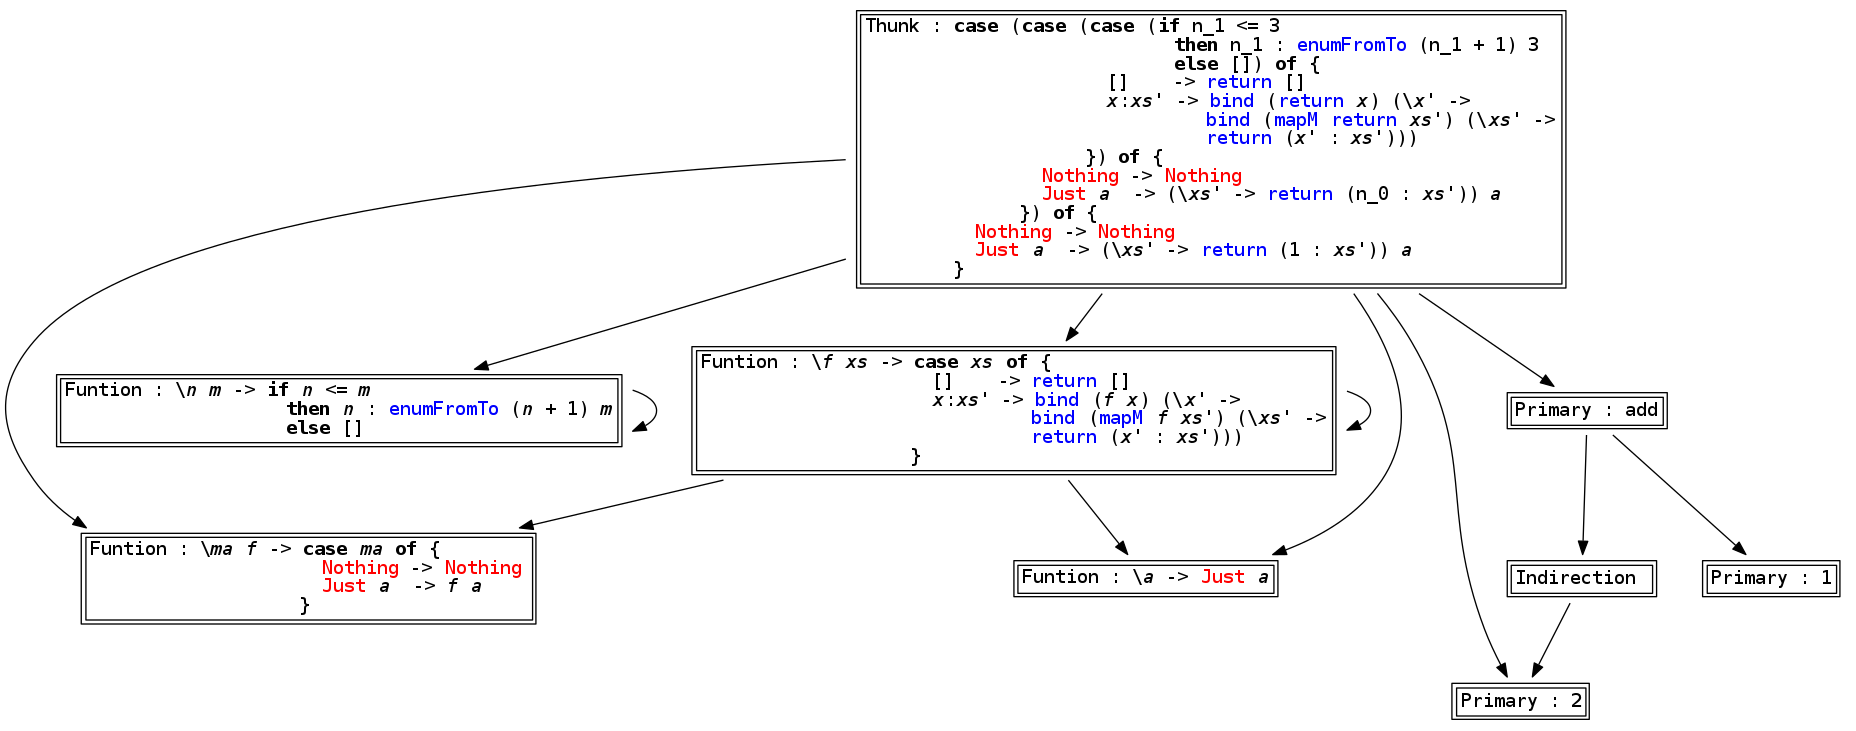 Thunk : case (case (case (if n_1 <= 3
then n_1 : enumFromTo (n_1 + 1) 3
else []) of {
[]    -> return []
x:xs' -> bind (return x) (\x' ->
bind (mapM return xs') (\xs' ->
return (x' : xs')))
}) of {
Nothing -> Nothing
Just a  -> (\xs' -> return (n_0 : xs')) a
}) of {
Nothing -> Nothing
Just a  -> (\xs' -> return (1 : xs')) a
}
Funtion : \n m -> if n <= m
then n : enumFromTo (n + 1) m
else []
Funtion : \f xs -> case xs of {
[]    -> return []
x:xs' -> bind (f x) (\x' ->
bind (mapM f xs') (\xs' ->
return (x' : xs')))
}
Primary : add
Funtion : \ma f -> case ma of {
Nothing -> Nothing
Just a  -> f a
}
Funtion : \a -> Just a
Indirection
Primary : 1
Primary : 2